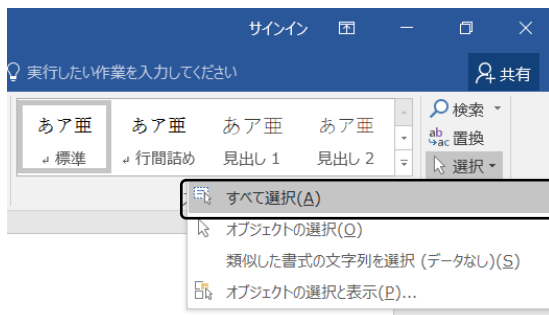 サインイン
実行したい作業を入力してください
共有
あア亜 あア亜 あア亜 あア亜
↲ 標準 ↲ 行間詰め 見出し 1 見出し 2
検索
ab ac 置換
選択
すべて選択(A)
オブジェクトの選択(O)
類似した書式の文字列を選択 (データなし)(S)
オブジェクトの選択と表示(P)...